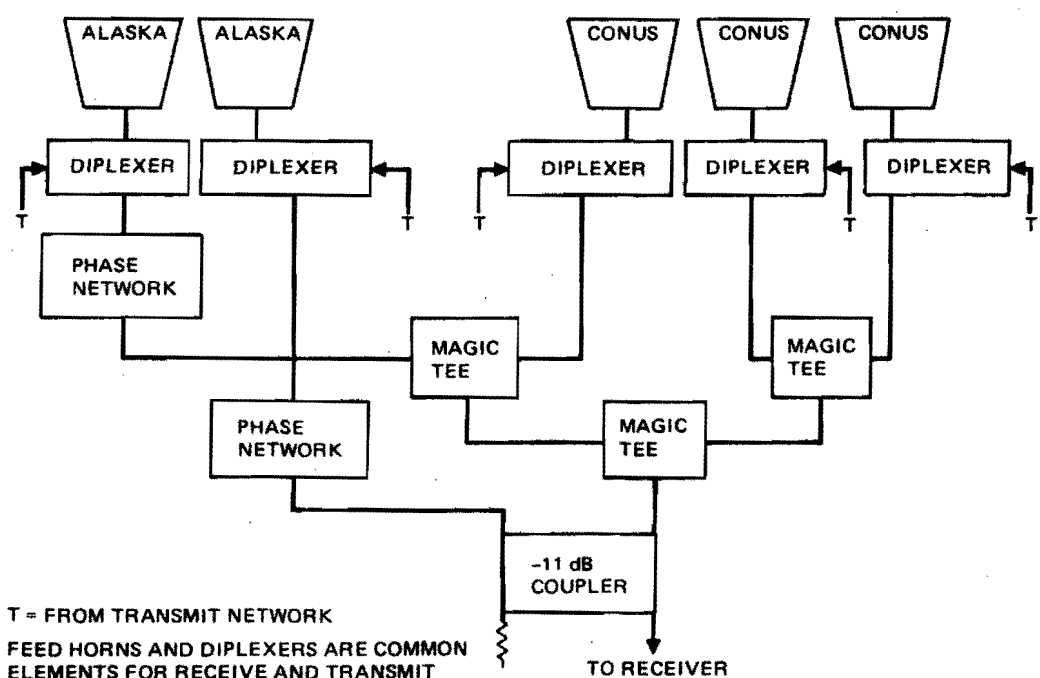 ALASKA
ALASKA
CONUS
CONUS
CONUS
DIPLEXER
DIPLEXER
DIPLEXER
DIPLEXER
DIPLEXER
T
T
T
T
T
PHASE
NETWORK
MAGIC
TEE
MAGIC
TEE
PHASE
NETWORK
MAGIC
TEE
-11 dB
COUPLER
T = FROM TRANSMIT NETWORK
FEED HORNS AND DIPLEXERS ARE COMMON
ELEMENTS FOR RECEIVE AND TRANSMIT
TO RECEIVER